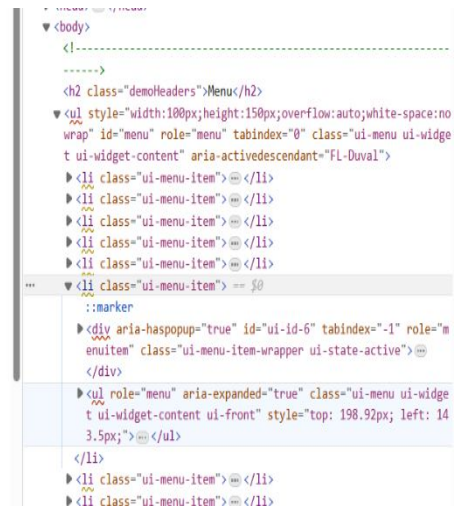 <body>
<!---------------------------------------------------------------
------>
<h2 class="demoHeaders">Menu</h2>
<ul style="width:100px;height:150px;overflow:auto;white-space:no
wrap" id="menu" role="menu" tabindex="0" class="ui-menu ui-widge
t ui-widget-content" aria-activedescendant="FL-Duval">
<li class="ui-menu-item"> … </li>
<li class="ui-menu-item"> … </li>
<li class="ui-menu-item"> … </li>
<li class="ui-menu-item"> … </li>
<li class="ui-menu-item"> … </li>
… <li class="ui-menu-item"> == $0
::marker
<div aria-haspopup="true" id="ui-id-6" tabindex="-1" role="m
enuitem" class="ui-menu-item-wrapper ui-state-active"> …
</div>
<ul role="menu" aria-expanded="true" class="ui-menu ui-widge
t ui-widget-content ui-front" style="top: 198.92px; left: 14
3.5px;"> … </ul>
</li>
<li class="ui-menu-item"> … </li>
<li class="ui-menu-item"> … </li>